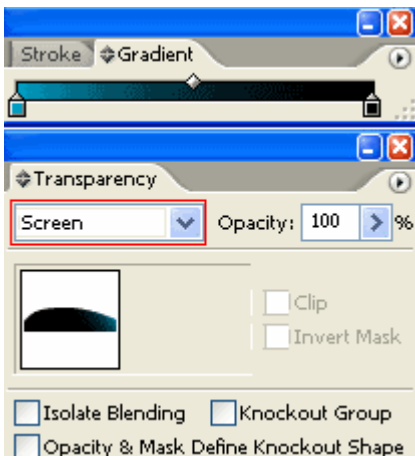 Stroke Gradient
Transparency
Screen Opacity: 100 %
Clip
Invert Mask
Isolate Blending Knockout Group
Opacity & Mask Define Knockout Shape